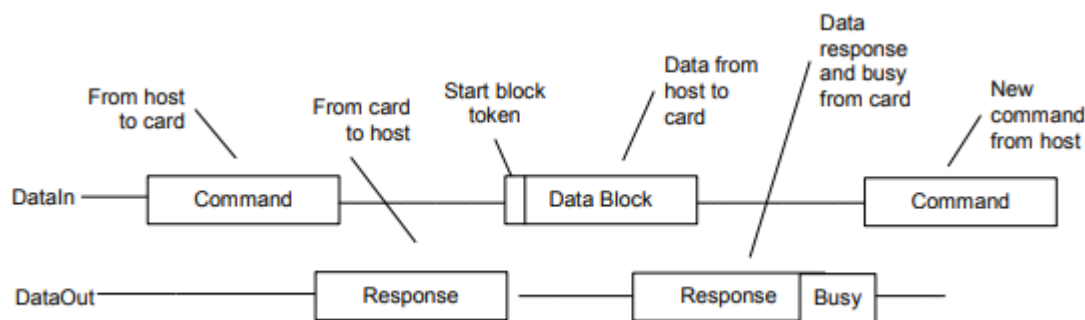 From host
to card
From card
to host
Start block
token
Data from
host to
card
Data
response
and busy
from card
New
command
from host
DataIn
Command
Data Block
Command
DataOut
Response
Response
Busy